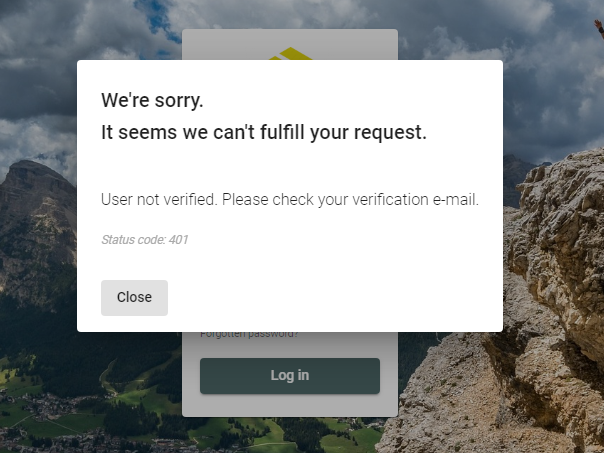 We're sorry.
It seems we can't fulfill your request.
User not verified. Please check your verification e-mail.
Status code: 401
Close
Forgotten password?
Log in